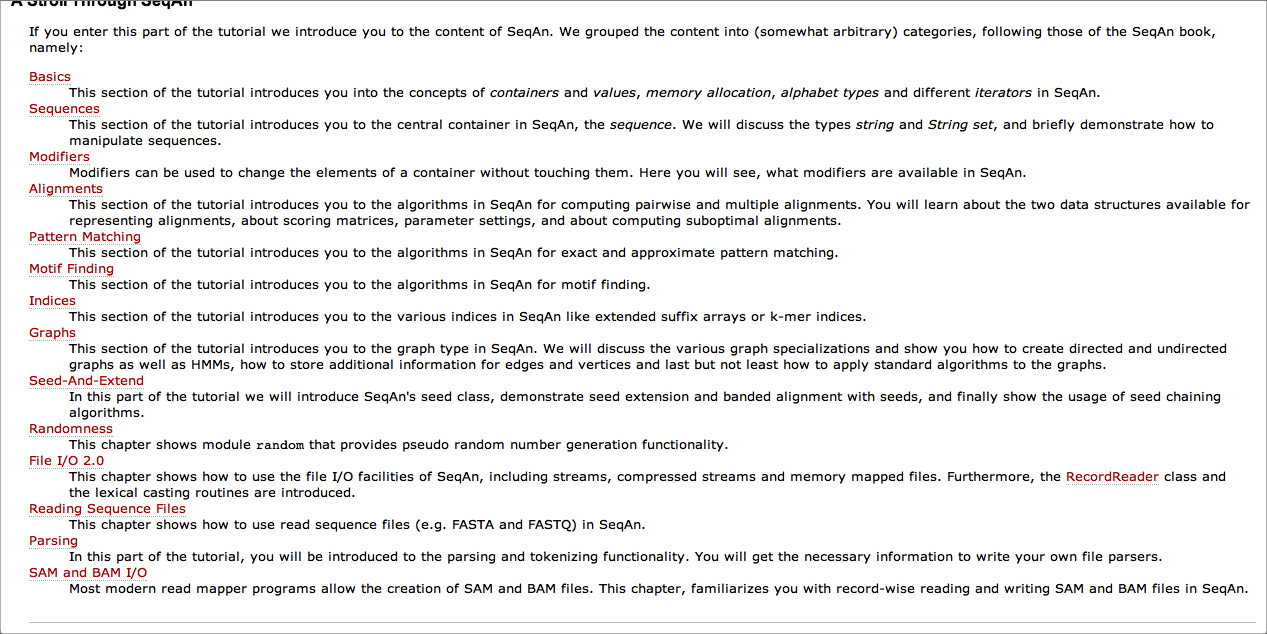 A Stroll Through SeqAn
If you enter this part of the tutorial we introduce you to the content of SeqAn. We grouped the content into (somewhat arbitrary) categories, following those of the SeqAn book,
namely:
Basics
This section of the tutorial introduces you into the concepts of containers and values, memory allocation, alphabet types and different iterators in SeqAn.
Sequences
This section of the tutorial introduces you to the central container in SeqAn, the sequence. We will discuss the types string and String set, and briefly demonstrate how to
manipulate sequences.
Modifiers
Modifiers can be used to change the elements of a container without touching them. Here you will see, what modifiers are available in SeqAn.
Alignments
This section of the tutorial introduces you to the algorithms in SeqAn for computing pairwise and multiple alignments. You will learn about the two data structures available for
representing alignments, about scoring matrices, parameter settings, and about computing suboptimal alignments.
Pattern Matching
This section of the tutorial introduces you to the algorithms in SeqAn for exact and approximate pattern matching.
Motif Finding
This section of the tutorial introduces you to the algorithms in SeqAn for motif finding.
Indices
This section of the tutorial introduces you to the various indices in SeqAn like extended suffix arrays or k-mer indices.
Graphs
This section of the tutorial introduces you to the graph type in SeqAn. We will discuss the various graph specializations and show you how to create directed and undirected
graphs as well as HMMs, how to store additional information for edges and vertices and last but not least how to apply standard algorithms to the graphs.
Seed-And-Extend
In this part of the tutorial we will introduce SeqAn's seed class, demonstrate seed extension and banded alignment with seeds, and finally show the usage of seed chaining
algorithms.
Randomness
This chapter shows module random that provides pseudo random number generation functionality.
File I/O 2.0
This chapter shows how to use the file I/O facilities of SeqAn, including streams, compressed streams and memory mapped files. Furthermore, the RecordReader class and
the lexical casting routines are introduced.
Reading Sequence Files
This chapter shows how to use read sequence files (e.g. FASTA and FASTQ) in SeqAn.
Parsing
In this part of the tutorial, you will be introduced to the parsing and tokenizing functionality. You will get the necessary information to write your own file parsers.
SAM and BAM I/O
Most modern read mapper programs allow the creation of SAM and BAM files. This chapter, familiarizes you with record-wise reading and writing SAM and BAM files in SeqAn.